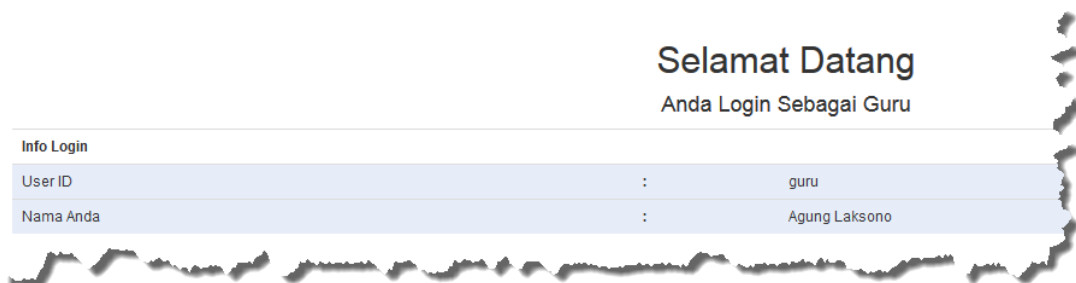 Selamat Datang
Anda Login Sebagai Guru
Info Login
User ID : guru
Nama Anda : Agung Laksono